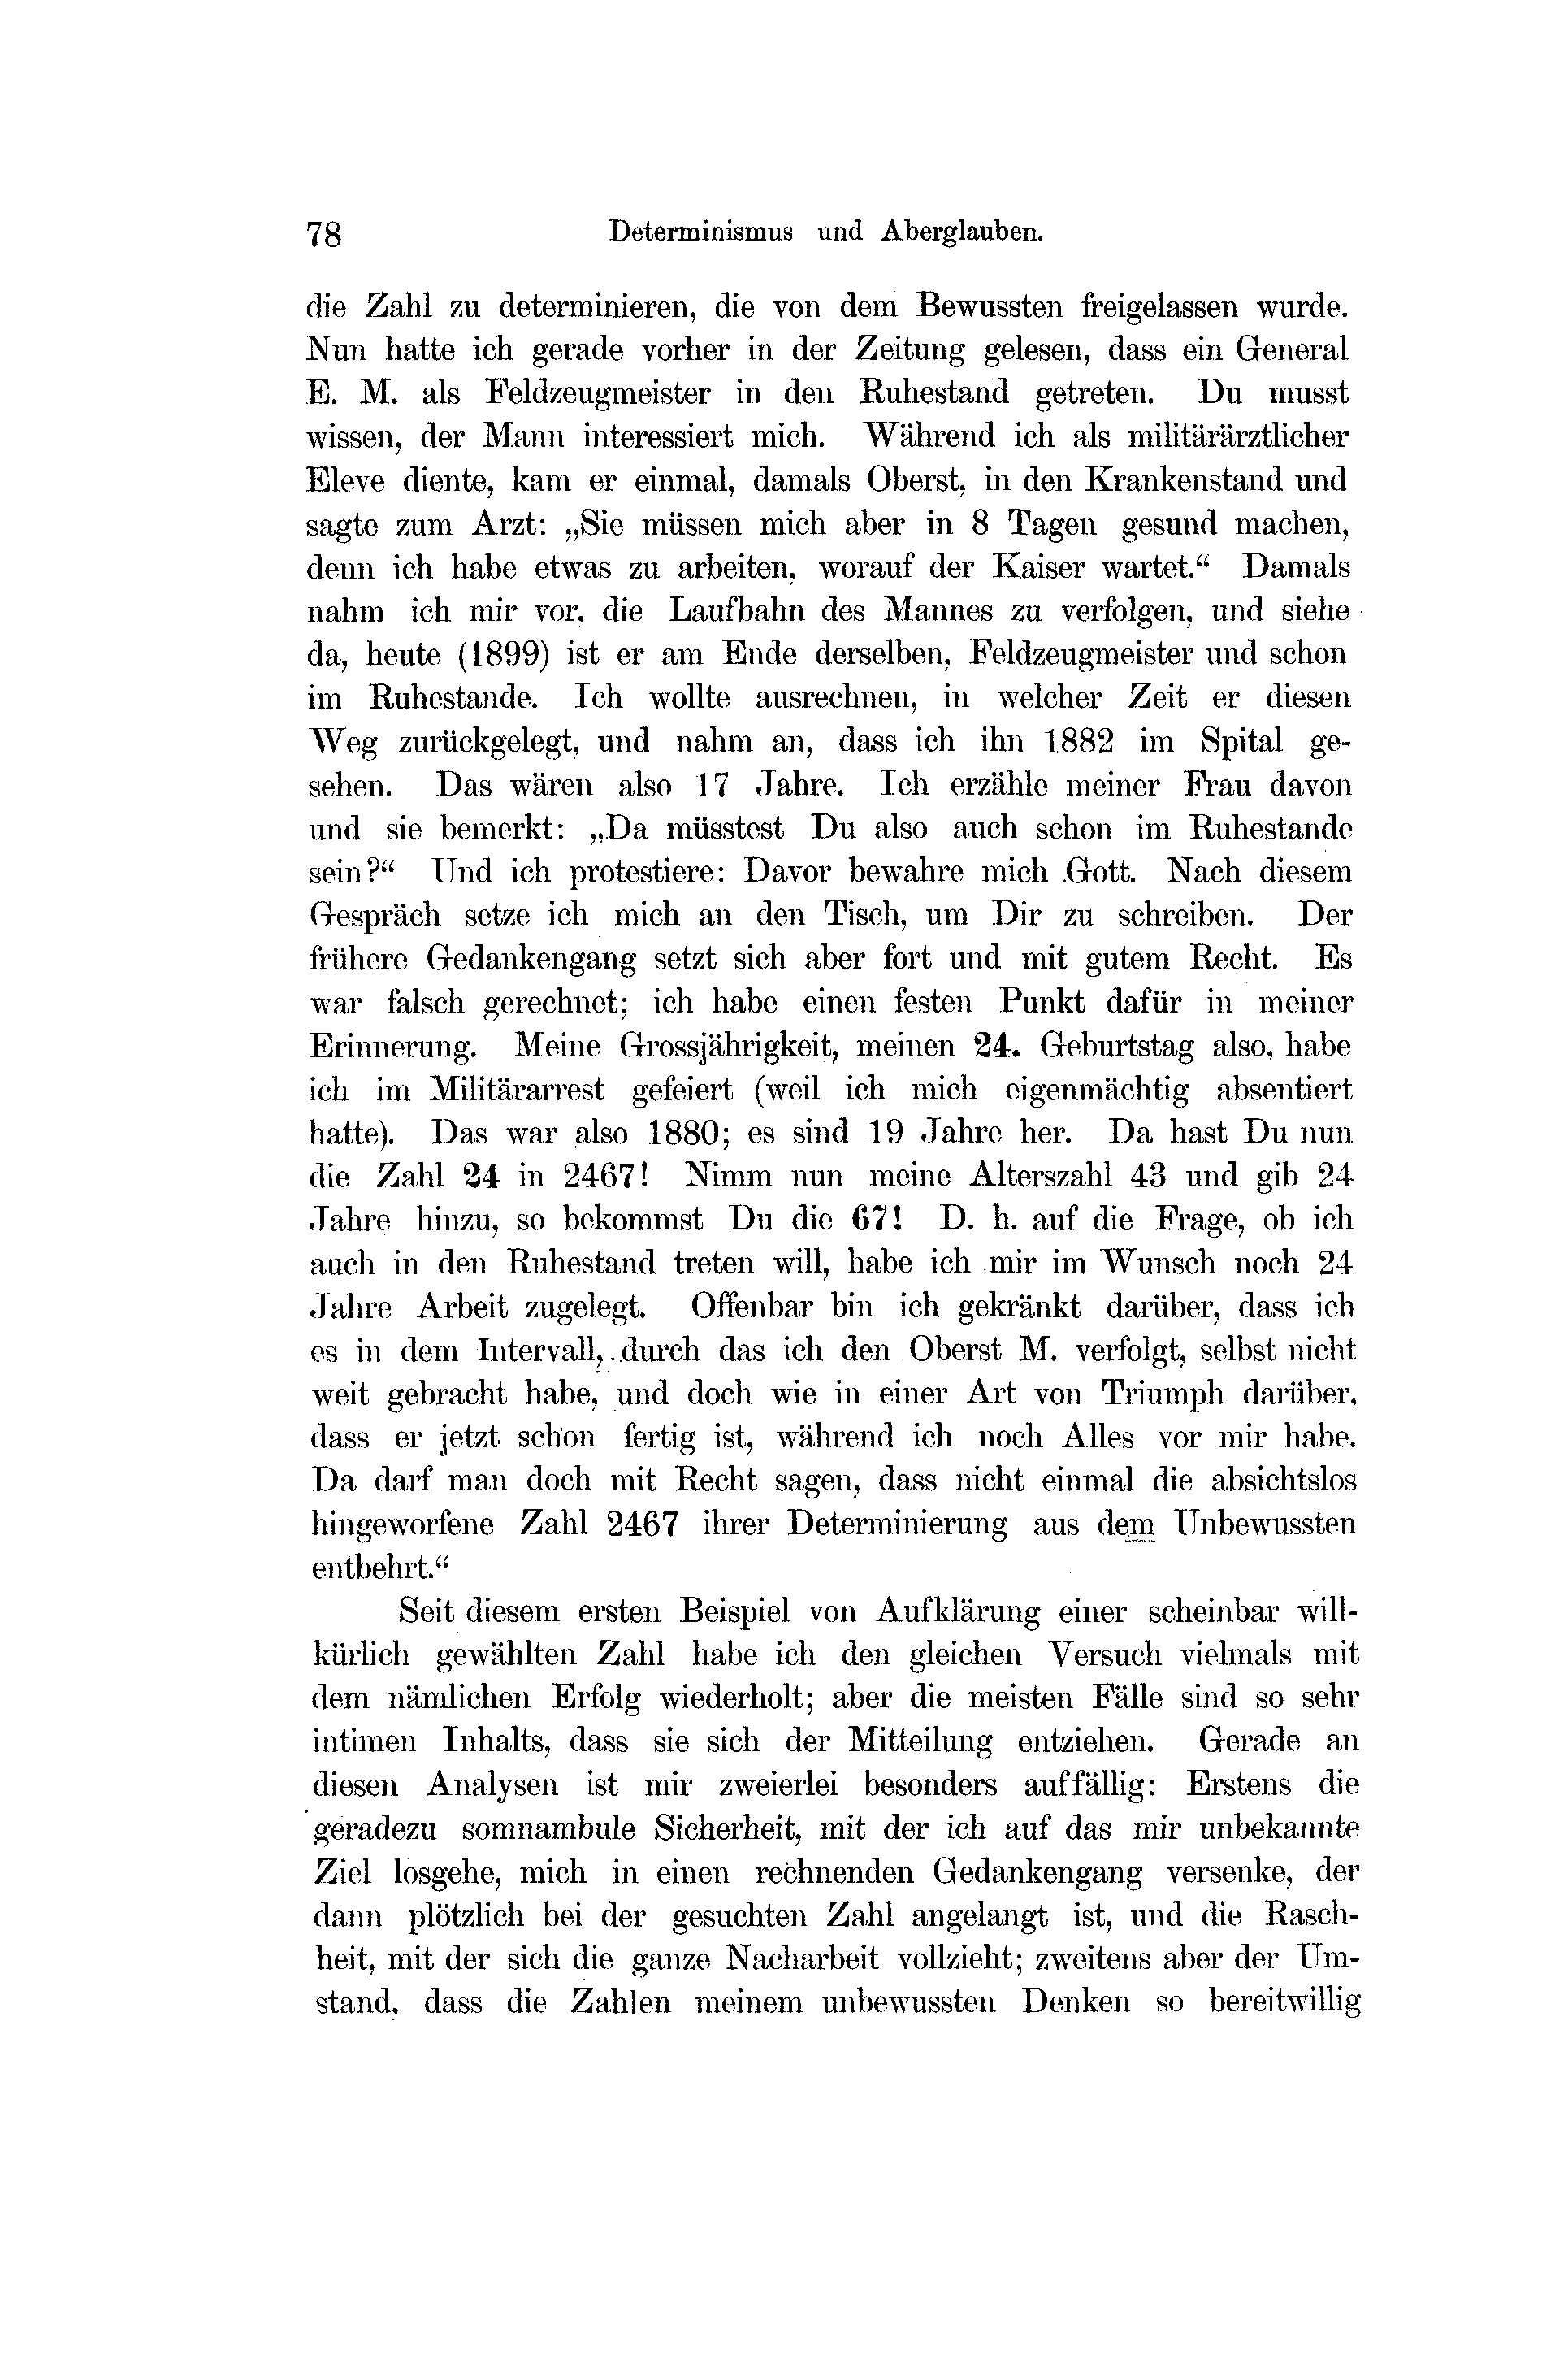 78 Determinismus und Aberglauben.
die Zahl zu determinieren, die von dem Bewussten freigelassen wurde.
Nun hatte ich gerade vorher in der Zeitung gelesen, dass ein General
E. M. als Feldzeugmeister in den Ruhestand getreten. Du musst
wissen, der Mann interessiert mich. Während ich als militärärztlicher
Eleve diente, kam er einmal, damals Oberst, in den Krankenstand und
sagte zum Arzt: „Sie müssen mich aber in 8 Tagen gesund machen,
denn ich habe etwas zu arbeiten, worauf der Kaiser wartet.“ Damals
nahm ich mir vor, die Laufbahn des Mannes zu verfolgen, und siehe
da, heute (1899) ist er am Ende derselben, Feldzeugmeister und schon
im Ruhestande. Ich wollte ausrechnen, in welcher Zeit er diesen
Weg zurückgelegt, und nahm an, dass ich ihn 1882 im Spital ge-
sehen. Das wären also 17 Jahre. Ich erzähle meiner Frau davon
und sie bemerkt: „Da müsstest Du also auch schon im Ruhestande
sein?“ Und ich protestiere: Davor bewahre mich Gott. Nach diesem
Gespräch setze ich mich an den Tisch, um Dir zu schreiben. Der
frühere Gedankengang setzt sich aber fort und mit gutem Recht. Es
war falsch gerechnet; ich habe einen festen Punkt dafür in meiner
Erinnerung. Meine Grossjährigkeit, meinen 24. Geburtstag also, habe
ich im Militärarrest gefeiert (weil ich mich eigenmächtig absentiert
hatte). Das war also 1880; es sind 19 Jahre her. Da hast Du nun
die Zahl 24 in 2467! Nimm nun meine Alterszahl 43 und gib 24
Jahre hinzu, so bekommst Du die 67! D. h. auf die Frage, ob ich
auch in den Ruhestand treten will, habe ich mir im Wunsch noch 24
Jahre Arbeit zugelegt. Offenbar bin ich gekränkt darüber, dass ich
es in dem Intervall, durch das ich den Oberst M. verfolgt, selbst nicht
weit gebracht habe, und doch wie in einer Art von Triumph darüber,
dass er jetzt schon fertig ist, während ich noch Alles vor mir habe.
Da darf man doch mit Recht sagen, dass nicht einmal die absichtslos
hingeworfene Zahl 2467 ihrer Determinierung aus dem Unbewussten
entbehrt.“
Seit diesem ersten Beispiel von Aufklärung einer scheinbar will-
kürlich gewählten Zahl habe ich den gleichen Versuch vielmals mit
dem nämlichen Erfolg wiederholt; aber die meisten Fälle sind so sehr
intimen Inhalts, dass sie sich der Mitteilung entziehen. Gerade an
diesen Analysen ist mir zweierlei besonders auffällig: Erstens die
geradezu somnambule Sicherheit, mit der ich auf das mir unbekannte
Ziel losgehe, mich in einen rechnenden Gedankengang versenke, der
dann plötzlich bei der gesuchten Zahl angelangt ist, und die Rasch-
heit, mit der sich die ganze Nacharbeit vollzieht; zweitens aber der Um-
stand, dass die Zahlen meinem unbewussten Denken so bereitwillig